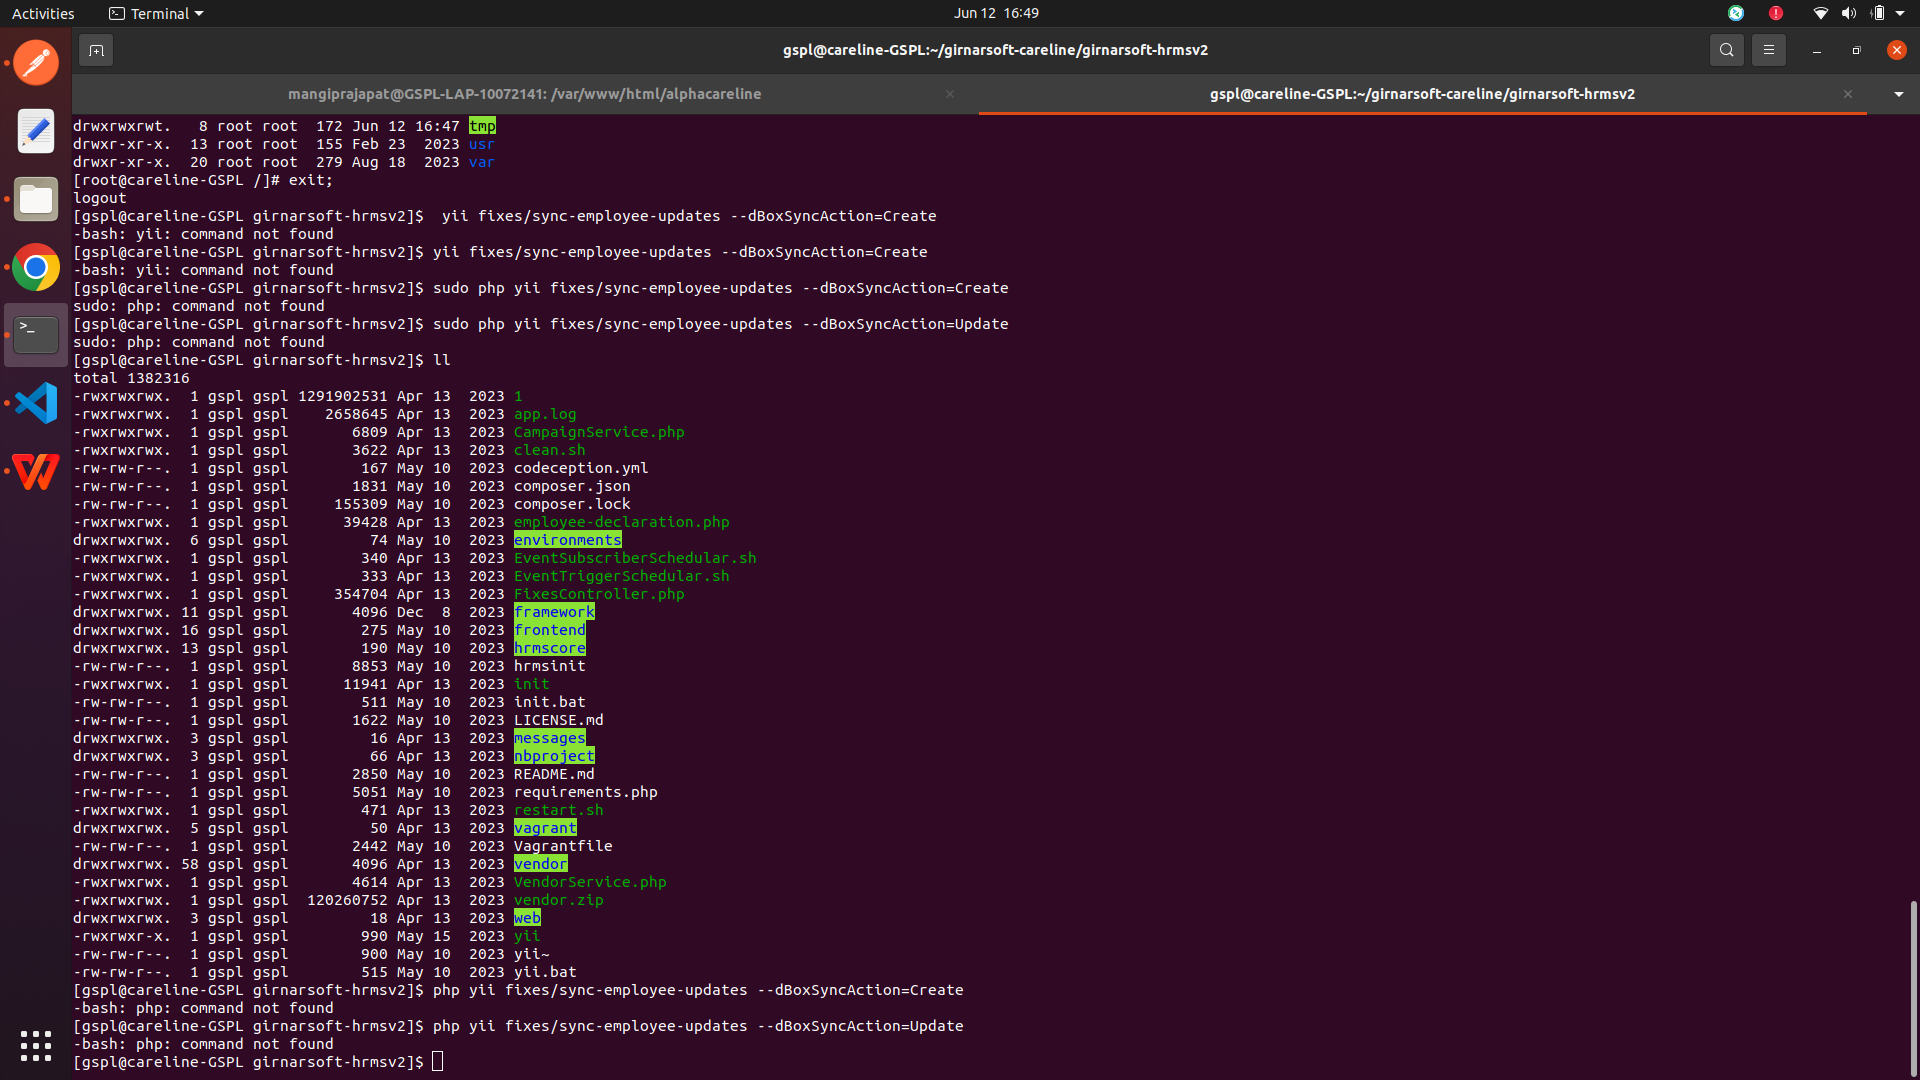 Activities Terminal Jun 12 16:49
gspl@careline-GSPL:~/girnarsoft-careline/girnarsoft-hrmsv2
mangiprajapat@GSPL-LAP-10072141: /var/www/html/alphacareline gspl@careline-GSPL:~/girnarsoft-careline/girnarsoft-hrmsv2
drwxrwxrwt.   8 root root  172 Jun 12 16:47 tmp
drwxr-xr-x.  13 root root  155 Feb 23  2023 usr
drwxr-xr-x.  20 root root  279 Aug 18  2023 var
[root@careline-GSPL /]# exit;
logout
[gspl@careline-GSPL girnarsoft-hrmsv2]$  yii fixes/sync-employee-updates --dBoxSyncAction=Create
-bash: yii: command not found
[gspl@careline-GSPL girnarsoft-hrmsv2]$ yii fixes/sync-employee-updates --dBoxSyncAction=Create
-bash: yii: command not found
[gspl@careline-GSPL girnarsoft-hrmsv2]$ sudo php yii fixes/sync-employee-updates --dBoxSyncAction=Create
sudo: php: command not found
[gspl@careline-GSPL girnarsoft-hrmsv2]$ sudo php yii fixes/sync-employee-updates --dBoxSyncAction=Update
sudo: php: command not found
[gspl@careline-GSPL girnarsoft-hrmsv2]$ ll
total 1382316
-rwxrwxrwx.  1 gspl gspl 1291902531 Apr 13  2023 1
-rwxrwxrwx.  1 gspl gspl    2658645 Apr 13  2023 app.log
-rwxrwxrwx.  1 gspl gspl       6809 Apr 13  2023 CampaignService.php
-rwxrwxrwx.  1 gspl gspl       3622 Apr 13  2023 clean.sh
-rw-rw-r--.  1 gspl gspl        167 May 10  2023 codeception.yml
-rw-rw-r--.  1 gspl gspl       1831 May 10  2023 composer.json
-rw-rw-r--.  1 gspl gspl     155309 May 10  2023 composer.lock
-rwxrwxrwx.  1 gspl gspl      39428 Apr 13  2023 employee-declaration.php
drwxrwxrwx.  6 gspl gspl         74 May 10  2023 environments
-rwxrwxrwx.  1 gspl gspl        340 Apr 13  2023 EventSubscriberSchedular.sh
-rwxrwxrwx.  1 gspl gspl        333 Apr 13  2023 EventTriggerSchedular.sh
-rwxrwxrwx.  1 gspl gspl     354704 Apr 13  2023 FixesController.php
drwxrwxrwx. 11 gspl gspl       4096 Dec  8  2023 framework
drwxrwxrwx. 16 gspl gspl        275 May 10  2023 frontend
drwxrwxrwx. 13 gspl gspl        190 May 10  2023 hrmscore
-rw-rw-r--.  1 gspl gspl       8853 May 10  2023 hrmsinit
-rwxrwxrwx.  1 gspl gspl      11941 Apr 13  2023 init
-rw-rw-r--.  1 gspl gspl        511 May 10  2023 init.bat
-rw-rw-r--.  1 gspl gspl       1622 May 10  2023 LICENSE.md
drwxrwxrwx.  3 gspl gspl         16 Apr 13  2023 messages
drwxrwxrwx.  3 gspl gspl         66 Apr 13  2023 nbproject
-rw-rw-r--.  1 gspl gspl       2850 May 10  2023 README.md
-rw-rw-r--.  1 gspl gspl       5051 May 10  2023 requirements.php
-rwxrwxrwx.  1 gspl gspl        471 Apr 13  2023 restart.sh
drwxrwxrwx.  5 gspl gspl         50 Apr 13  2023 vagrant
-rw-rw-r--.  1 gspl gspl       2442 May 10  2023 Vagrantfile
drwxrwxrwx. 58 gspl gspl       4096 Apr 13  2023 vendor
-rwxrwxrwx.  1 gspl gspl       4614 Apr 13  2023 VendorService.php
-rwxrwxrwx.  1 gspl gspl  120260752 Apr 13  2023 vendor.zip
drwxrwxrwx.  3 gspl gspl         18 Apr 13  2023 web
-rwxrwxr-x.  1 gspl gspl        990 May 15  2023 yii
-rw-rw-r--.  1 gspl gspl        900 May 10  2023 yii~
-rw-rw-r--.  1 gspl gspl        515 May 10  2023 yii.bat
[gspl@careline-GSPL girnarsoft-hrmsv2]$ php yii fixes/sync-employee-updates --dBoxSyncAction=Create
-bash: php: command not found
[gspl@careline-GSPL girnarsoft-hrmsv2]$ php yii fixes/sync-employee-updates --dBoxSyncAction=Update
-bash: php: command not found
[gspl@careline-GSPL girnarsoft-hrmsv2]$